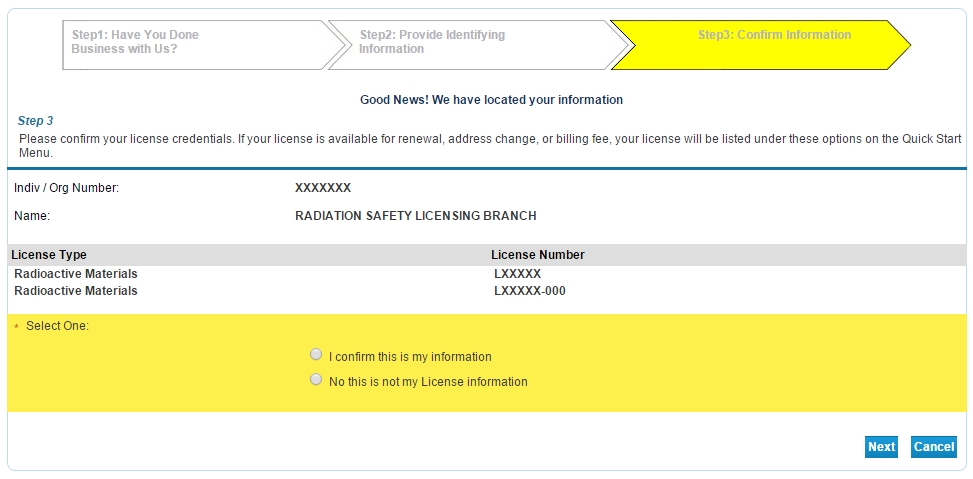 Step1: Have You Done
Business with Us?
Step2: Provide Identifying
Information
Step3: Confirm Information
Good News! We have located your information
Step 3
Please confirm your license credentials. If your license is available for renewal, address change, or billing fee, your license will be listed under these options on the Quick Start
Menu.
Indiv / Org Number: XXXXXXX
Name: RADIATION SAFETY LICENSING BRANCH
License Type License Number
Radioactive Materials LXXXXX
Radioactive Materials LXXXXX-000
* Select One:
I confirm this is my information
No this is not my License information
Next Cancel